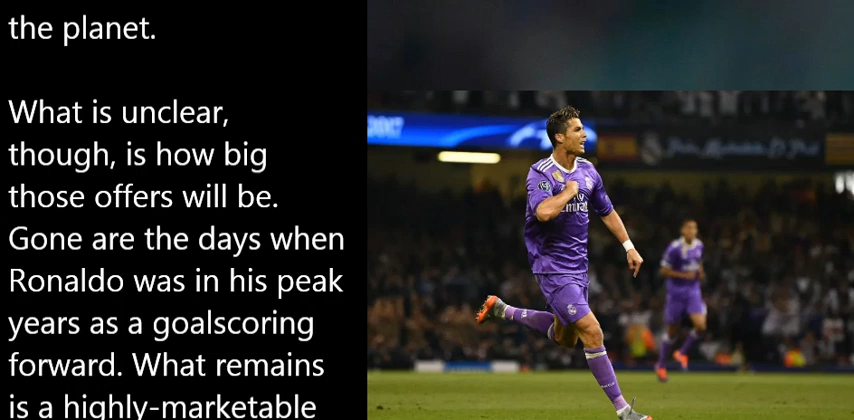 the planet.
What is unclear,
though, is how big
those offers will be.
Gone are the days when
Ronaldo was in his peak
years as a goalscoring
forward. What remains
is a highly-marketable
2017